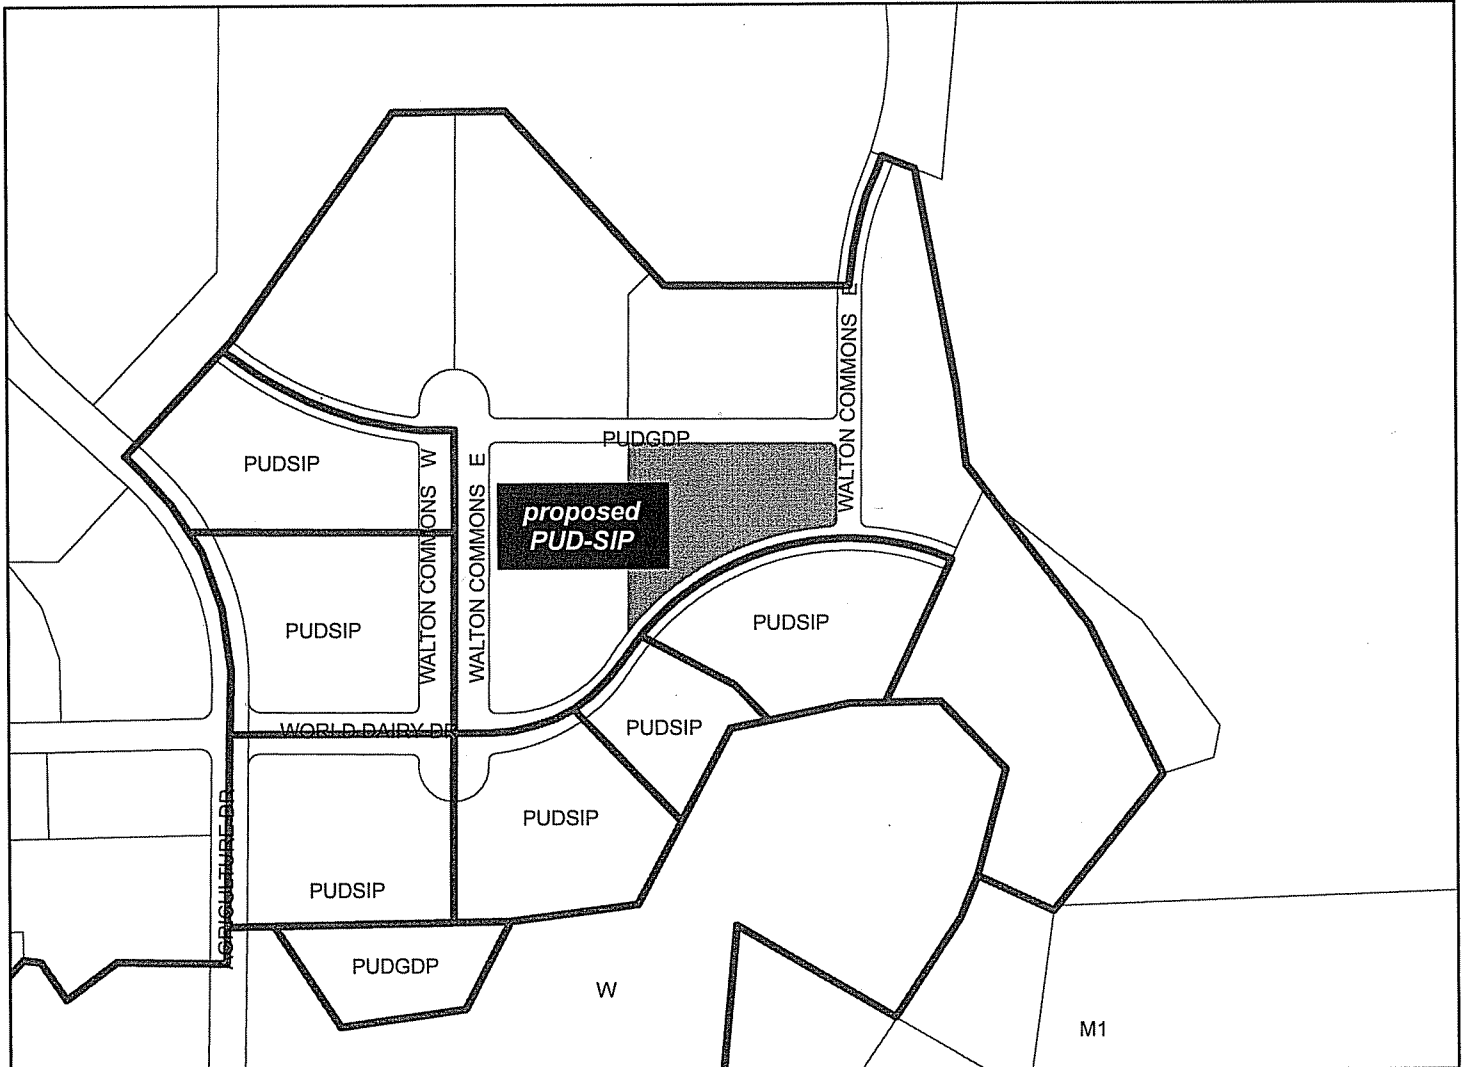 WALTON COMMONS E
PUDGDP
PUDSIP
WALTON COMMONS W
WALTON COMMONS E
proposed
PUD-SIP
PUDSIP
PUDSIP
PUDSIP
WORLD DAIRY DR
PUDSIP
AGRICULTURE DR
PUDSIP
PUDGDP
W
M1